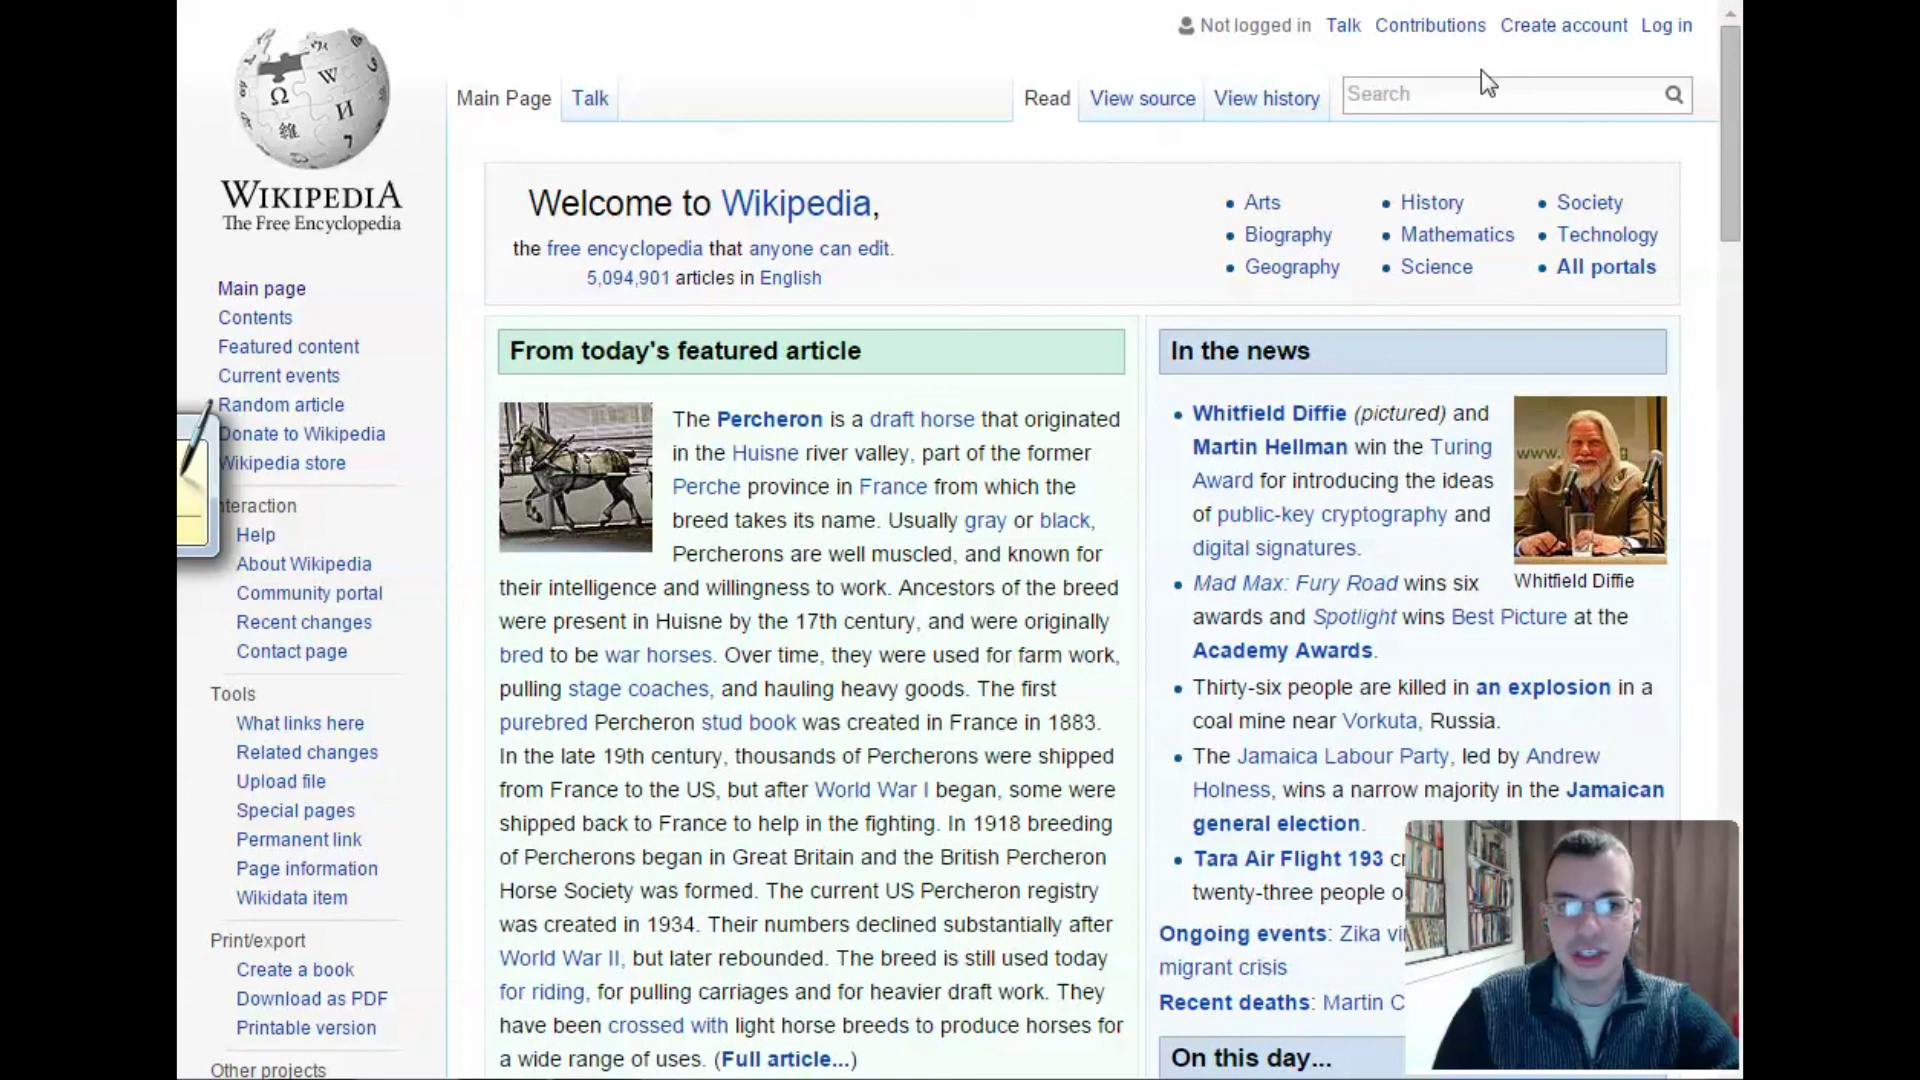 Not logged in Talk Contributions Create account Log in
Main Page Talk Read View source View history Search
WIKIPEDIA
The Free Encyclopedia
Main page
Contents
Featured content
Current events
Random article
Donate to Wikipedia
Wikipedia store
nteraction
Help
About Wikipedia
Community portal
Recent changes
Contact page
Tools
What links here
Related changes
Upload file
Special pages
Permanent link
Page information
Wikidata item
Print/export
Create a book
Download as PDF
Printable version
Other projects
Welcome to Wikipedia,
the free encyclopedia that anyone can edit.
5,094,901 articles in English
Arts
Biography
Geography
History
Mathematics
Science
Society
Technology
All portals
From today's featured article
The Percheron is a draft horse that originated
in the Huisne river valley, part of the former
Perche province in France from which the
breed takes its name. Usually gray or black,
Percherons are well muscled, and known for
their intelligence and willingness to work. Ancestors of the breed
were present in Huisne by the 17th century, and were originally
bred to be war horses. Over time, they were used for farm work,
pulling stage coaches, and hauling heavy goods. The first
purebred Percheron stud book was created in France in 1883.
In the late 19th century, thousands of Percherons were shipped
from France to the US, but after World War I began, some were
shipped back to France to help in the fighting. In 1918 breeding
of Percherons began in Great Britain and the British Percheron
Horse Society was formed. The current US Percheron registry
was created in 1934. Their numbers declined substantially after
World War II, but later rebounded. The breed is still used today
for riding, for pulling carriages and for heavier draft work. They
have been crossed with light horse breeds to produce horses for
a wide range of uses. (Full article...)
In the news
Whitfield Diffie (pictured) and
Martin Hellman win the Turing
Award for introducing the ideas
of public-key cryptography and
digital signatures.
Whitfield Diffie
Mad Max: Fury Road wins six
awards and Spotlight wins Best Picture at the
Academy Awards.
Thirty-six people are killed in an explosion in a
coal mine near Vorkuta, Russia.
The Jamaica Labour Party, led by Andrew
Holness, wins a narrow majority in the Jamaican
general election.
Tara Air Flight 193
twenty-three people
Ongoing events: Zika
migrant crisis
Recent deaths: Martin
On this day...